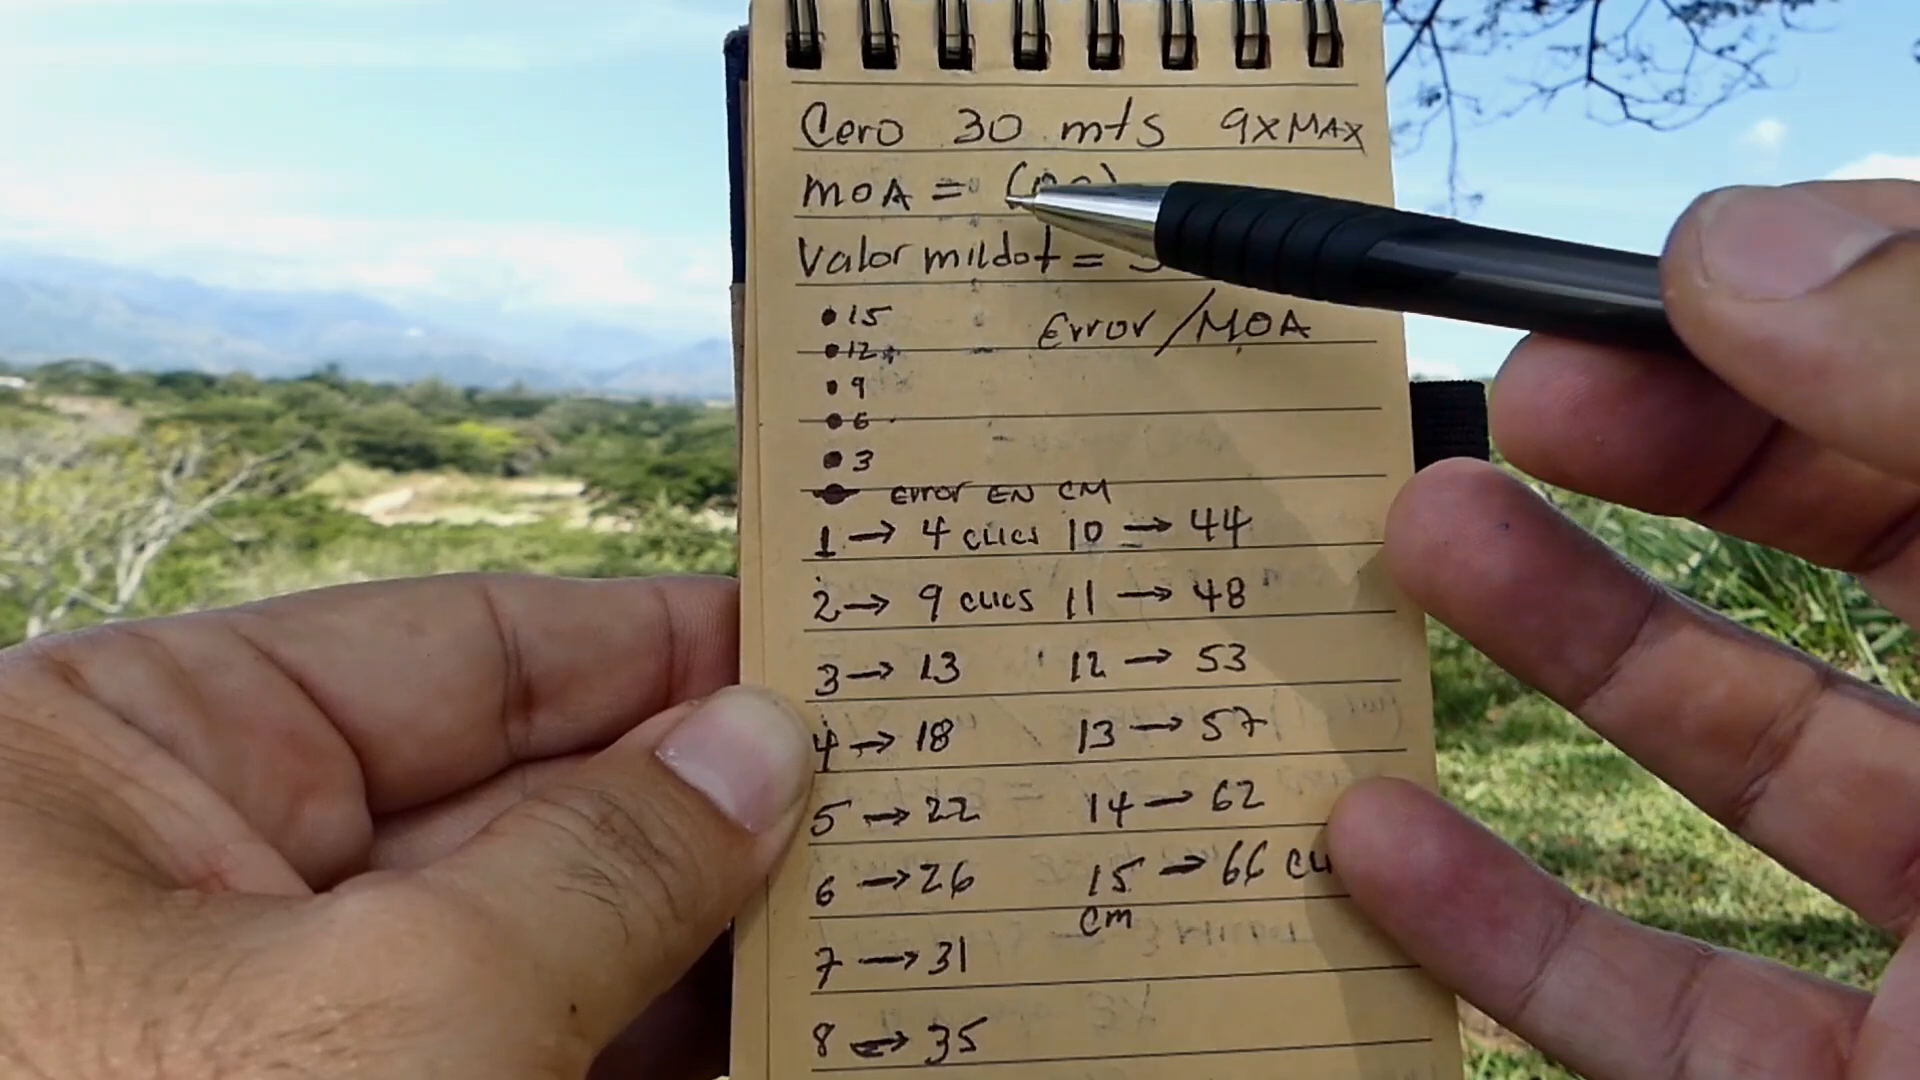 Cero 30 mts 9XMAX
MOA =
Valor mildot =
• 15
Error/MOA
• 12
• 9
• 6
• 3
Error EN CM
1 → 4 clics 10 → 44
2 → 9 clics 11 → 48
3 → 13 12 → 53
4 → 18 13 → 57
5 → 22 14 → 62
6 → 26 15 → 66
cm
7 → 31
8 → 35